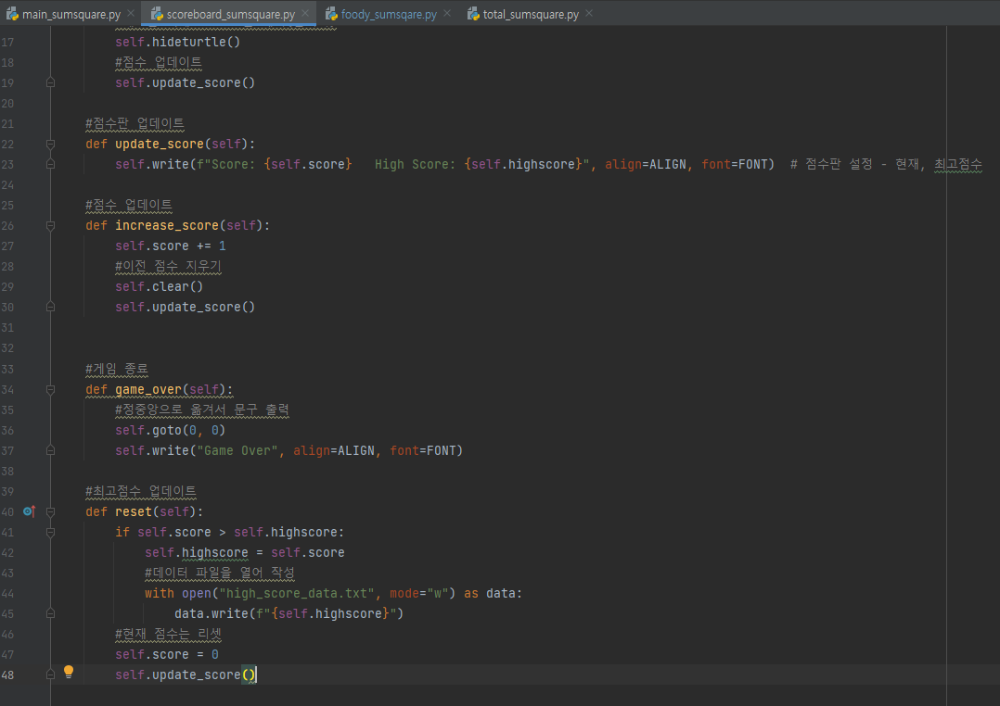 main_sumsquare.py scoreboard_sumsquare.py foody_sumsqare.py total_sumsquare.py
17 self.hideturtle()
18 #점수 업데이트
19 self.update_score()
20
21 #점수판 업데이트
22 def update_score(self):
23 self.write(f"Score: {self.score}   High Score: {self.highscore}", align=ALIGN, font=FONT)  # 점수판 설정 - 현재, 최고점수
24
25 #점수 업데이트
26 def increase_score(self):
27 self.score += 1
28 #이전 점수 지우기
29 self.clear()
30 self.update_score()
31
32
33 #게임 종료
34 def game_over(self):
35 #정중앙으로 옮겨서 문구 출력
36 self.goto(0, 0)
37 self.write("Game Over", align=ALIGN, font=FONT)
38
39 #최고점수 업데이트
40 def reset(self):
41 if self.score > self.highscore:
42 self.highscore = self.score
43 #데이터 파일을 열어 작성
44 with open("high_score_data.txt", mode="w") as data:
45 data.write(f"{self.highscore}")
46 #현재 점수는 리셋
47 self.score = 0
48 self.update_score()